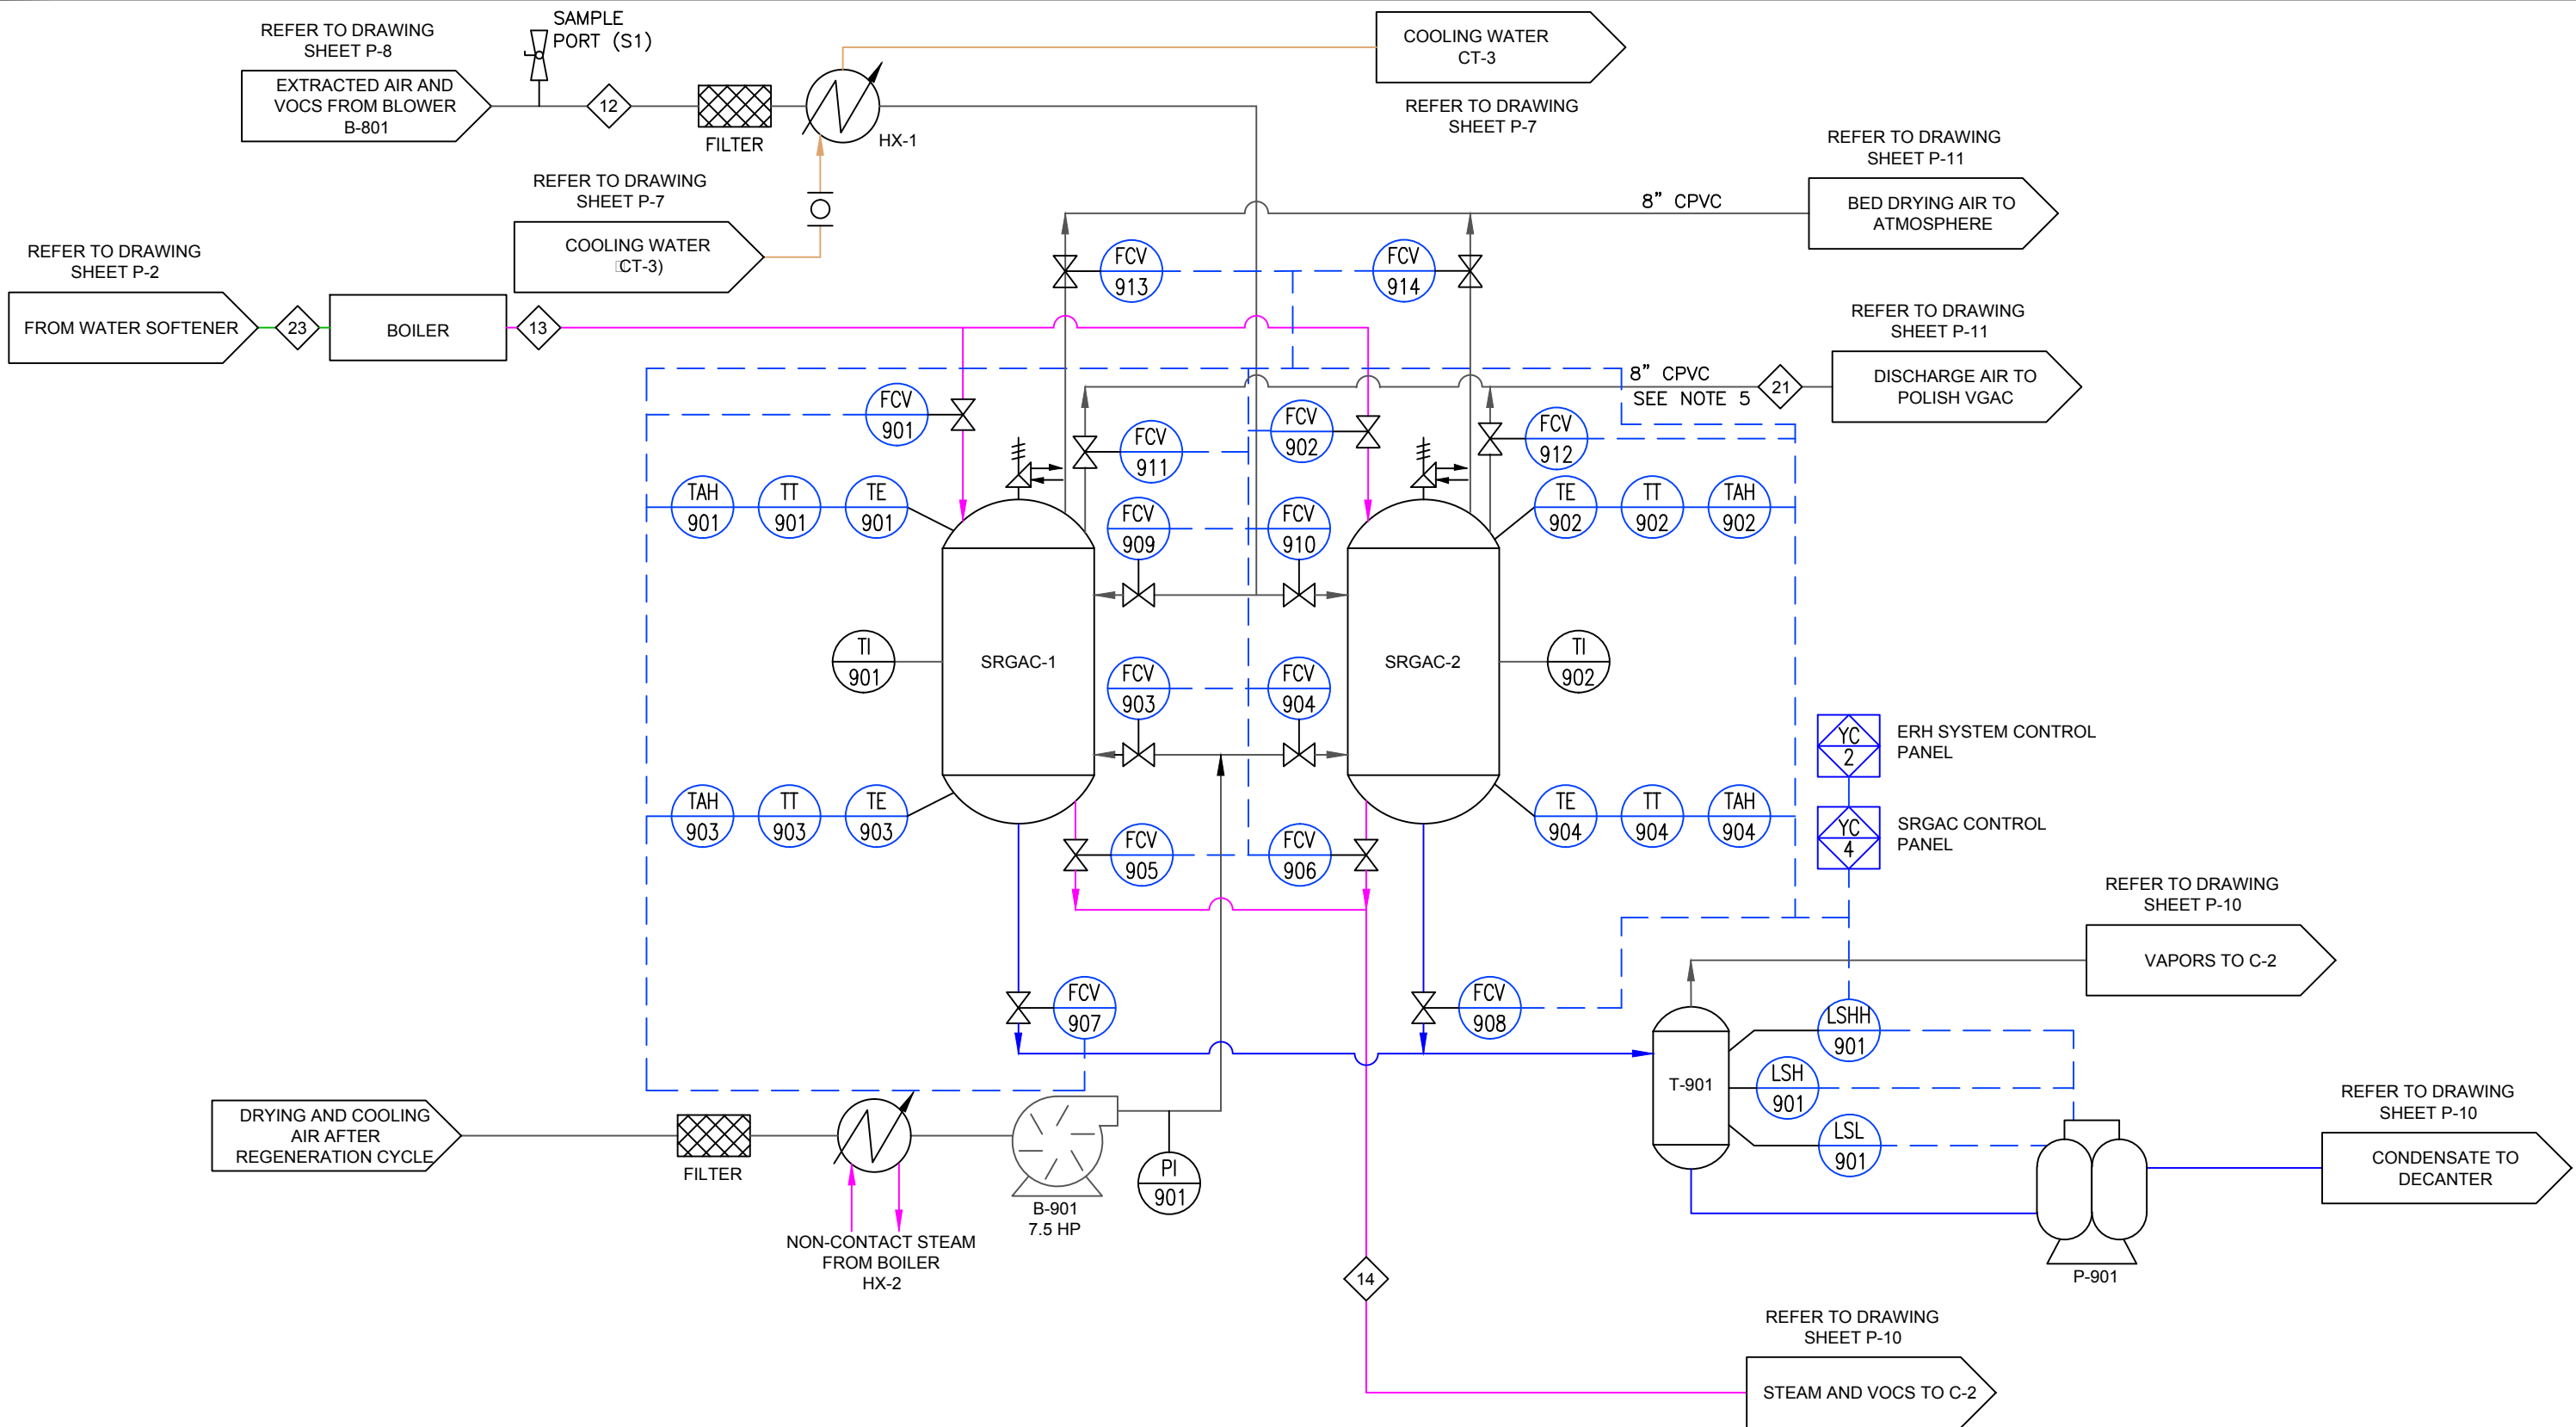 REFER TO DRAWING
SHEET P-8
EXTRACTED AIR AND
VOCS FROM BLOWER
B-801
SAMPLE
PORT (S1)
12
FILTER
HX-1
COOLING WATER
CT-3
REFER TO DRAWING
SHEET P-7
REFER TO DRAWING
SHEET P-7
COOLING WATER
CT-3)
REFER TO DRAWING
SHEET P-11
8" CPVC
BED DRYING AIR TO
ATMOSPHERE
REFER TO DRAWING
SHEET P-2
FROM WATER SOFTENER
23
BOILER
13
FCV
913
FCV
914
REFER TO DRAWING
SHEET P-11
8" CPVC
SEE NOTE 5
21
DISCHARGE AIR TO
POLISH VGAC
FCV
901
FCV
911
FCV
902
FCV
912
TAH
901
TT
901
TE
901
FCV
909
FCV
910
TE
902
TT
902
TAH
902
TI
901
SRGAC-1
FCV
903
FCV
904
SRGAC-2
TI
902
TAH
903
TT
903
TE
903
FCV
905
FCV
906
TE
904
TT
904
TAH
904
YC
2
ERH SYSTEM CONTROL
PANEL
YC
4
SRGAC CONTROL
PANEL
REFER TO DRAWING
SHEET P-10
VAPORS TO C-2
FCV
907
FCV
908
T-901
LSHH
901
LSH
901
LSL
901
REFER TO DRAWING
SHEET P-10
CONDENSATE TO
DECANTER
P-901
DRYING AND COOLING
AIR AFTER
REGENERATION CYCLE
FILTER
NON-CONTACT STEAM
FROM BOILER
HX-2
B-901
7.5 HP
PI
901
14
REFER TO DRAWING
SHEET P-10
STEAM AND VOCS TO C-2